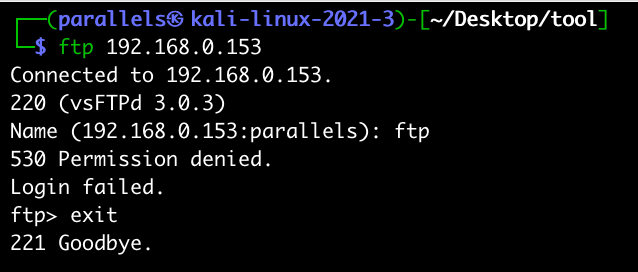 ┌──(parallels㉿kali-linux-2021-3)-[~/Desktop/tool]
└─$ ftp 192.168.0.153
Connected to 192.168.0.153.
220 (vsFTPd 3.0.3)
Name (192.168.0.153:parallels): ftp
530 Permission denied.
Login failed.
ftp> exit
221 Goodbye.